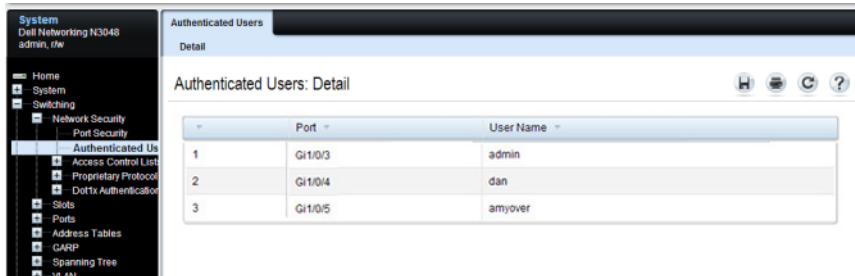 System
Dell Networking N3048
admin, r/w
Home
System
Switching
Network Security
Port Security
Authenticated Us
Access Control List
Proprietary Protocol
Dot1x Authentication
Slots
Ports
Address Tables
GARP
Spanning Tree
VLAN
Authenticated Users
Detail
Authenticated Users: Detail
?
Port User Name
1 Gi1/0/3 admin
2 Gi1/0/4 dan
3 Gi1/0/5 amyover